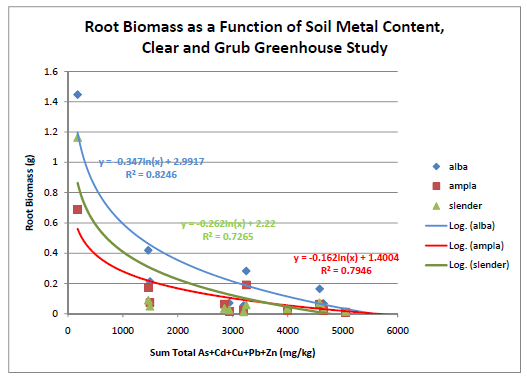 Root Biomass as a Function of Soil Metal Content,
Clear and Grub Greenhouse Study
Root Biomass (g)
1.6
1.4
1.2
1
0.8
0.6
0.4
0.2
0
y = -0.347ln(x) + 2.9917
R² = 0.8246
y = -0.262ln(x) + 2.22
R² = 0.7265
y = -0.162ln(x) + 1.4004
R² = 0.7946
0 1000 2000 3000 4000 5000 6000
Sum Total As+Cd+Cu+Pb+Zn (mg/kg)
alba
ampla
slender
Log. (alba)
Log. (ampla)
Log. (slender)